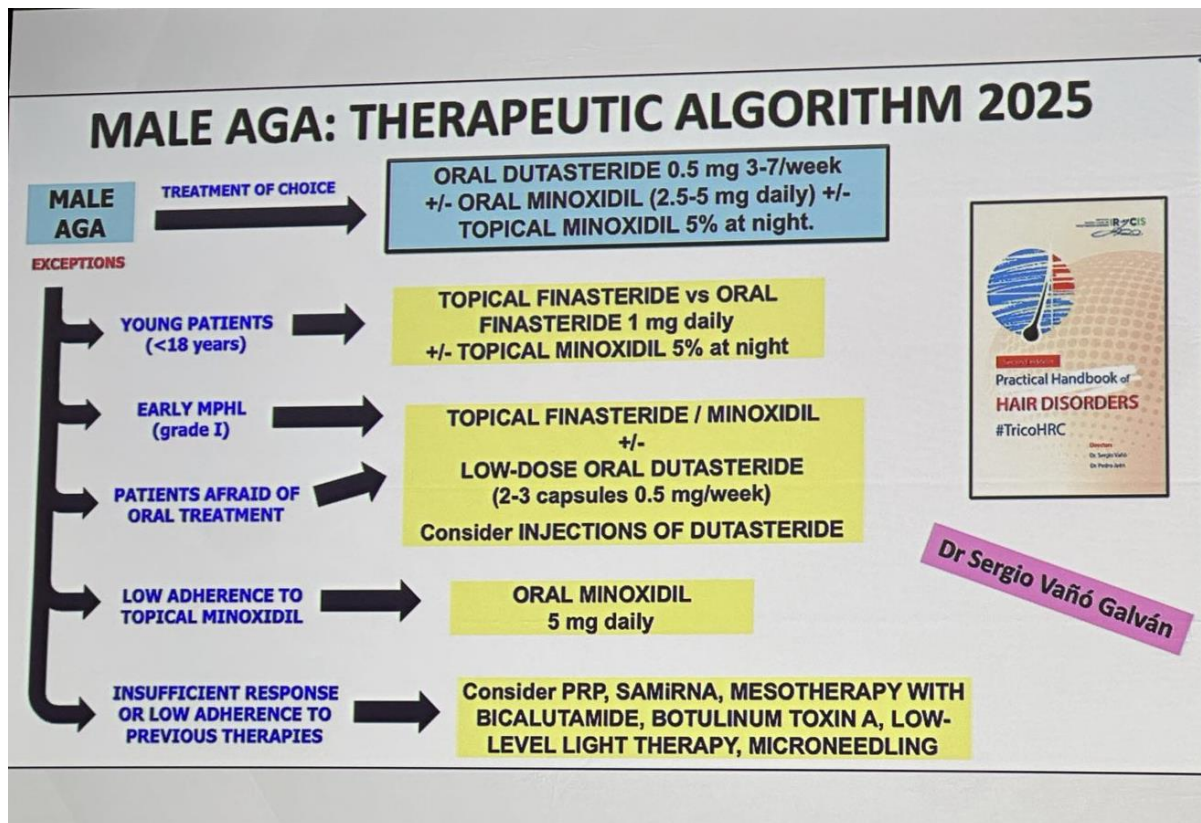 MALE AGA: THERAPEUTIC ALGORITHM 2025
MALE
AGA
TREATMENT OF CHOICE
ORAL DUTASTERIDE 0.5 mg 3-7/week
+/- ORAL MINOXIDIL (2.5-5 mg daily) +/-
TOPICAL MINOXIDIL 5% at night.
EXCEPTIONS
YOUNG PATIENTS
(<18 years)
TOPICAL FINASTERIDE vs ORAL
FINASTERIDE 1 mg daily
+/- TOPICAL MINOXIDIL 5% at night
EARLY MPHL
(grade I)
PATIENTS AFRAID OF
ORAL TREATMENT
TOPICAL FINASTERIDE / MINOXIDIL
+/-
LOW-DOSE ORAL DUTASTERIDE
(2-3 capsules 0.5 mg/week)
Consider INJECTIONS OF DUTASTERIDE
LOW ADHERENCE TO
TOPICAL MINOXIDIL
ORAL MINOXIDIL
5 mg daily
INSUFFICIENT RESPONSE
OR LOW ADHERENCE TO
PREVIOUS THERAPIES
Consider PRP, SAMiRNA, MESOTHERAPY WITH
BICALUTAMIDE, BOTULINUM TOXIN A, LOW-
LEVEL LIGHT THERAPY, MICRONEEDLING
Practical Handbook of
HAIR DISORDERS
#TricoHRC
Dr. Sergio Vañó
Dr. Pedro Jaén
Dr Sergio Vañó Galván